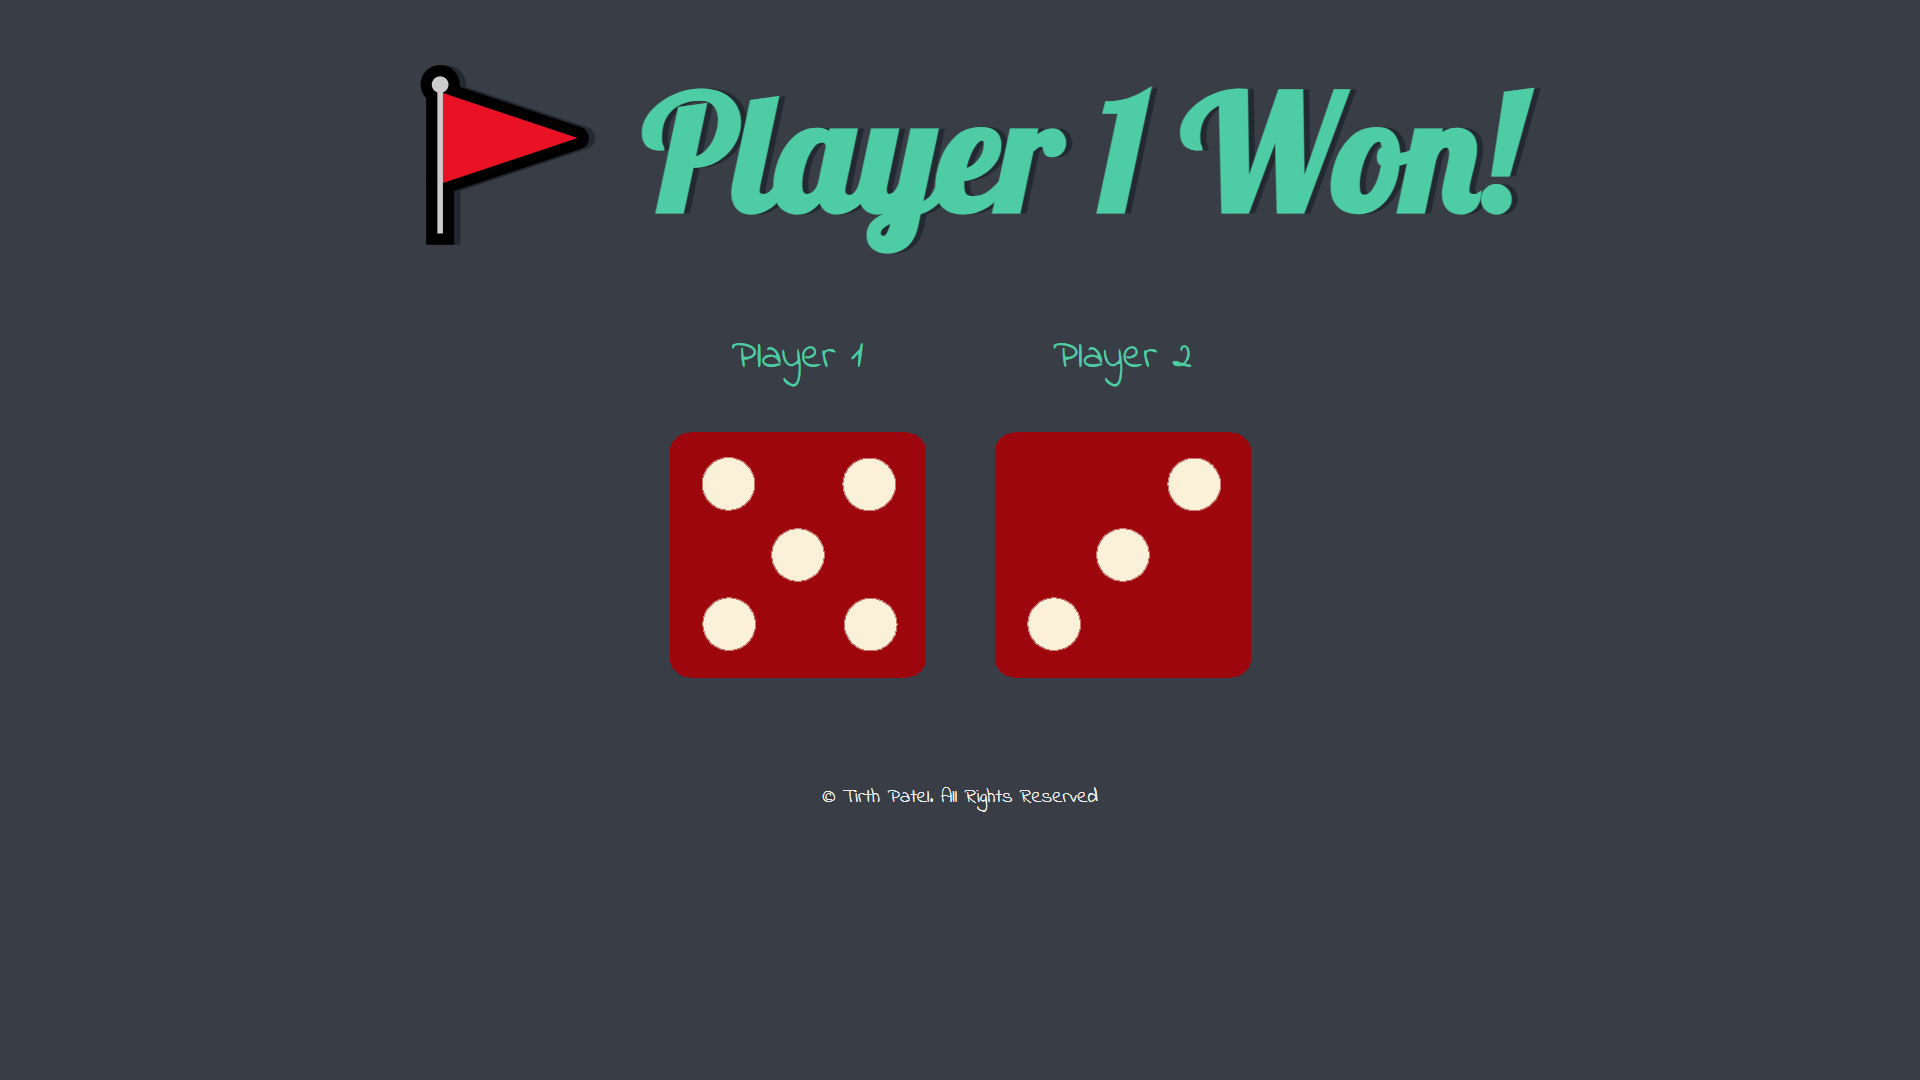 🚩 Player 1 Won!
Player 1
Player 2
© Tirth Patel. All Rights Reserved